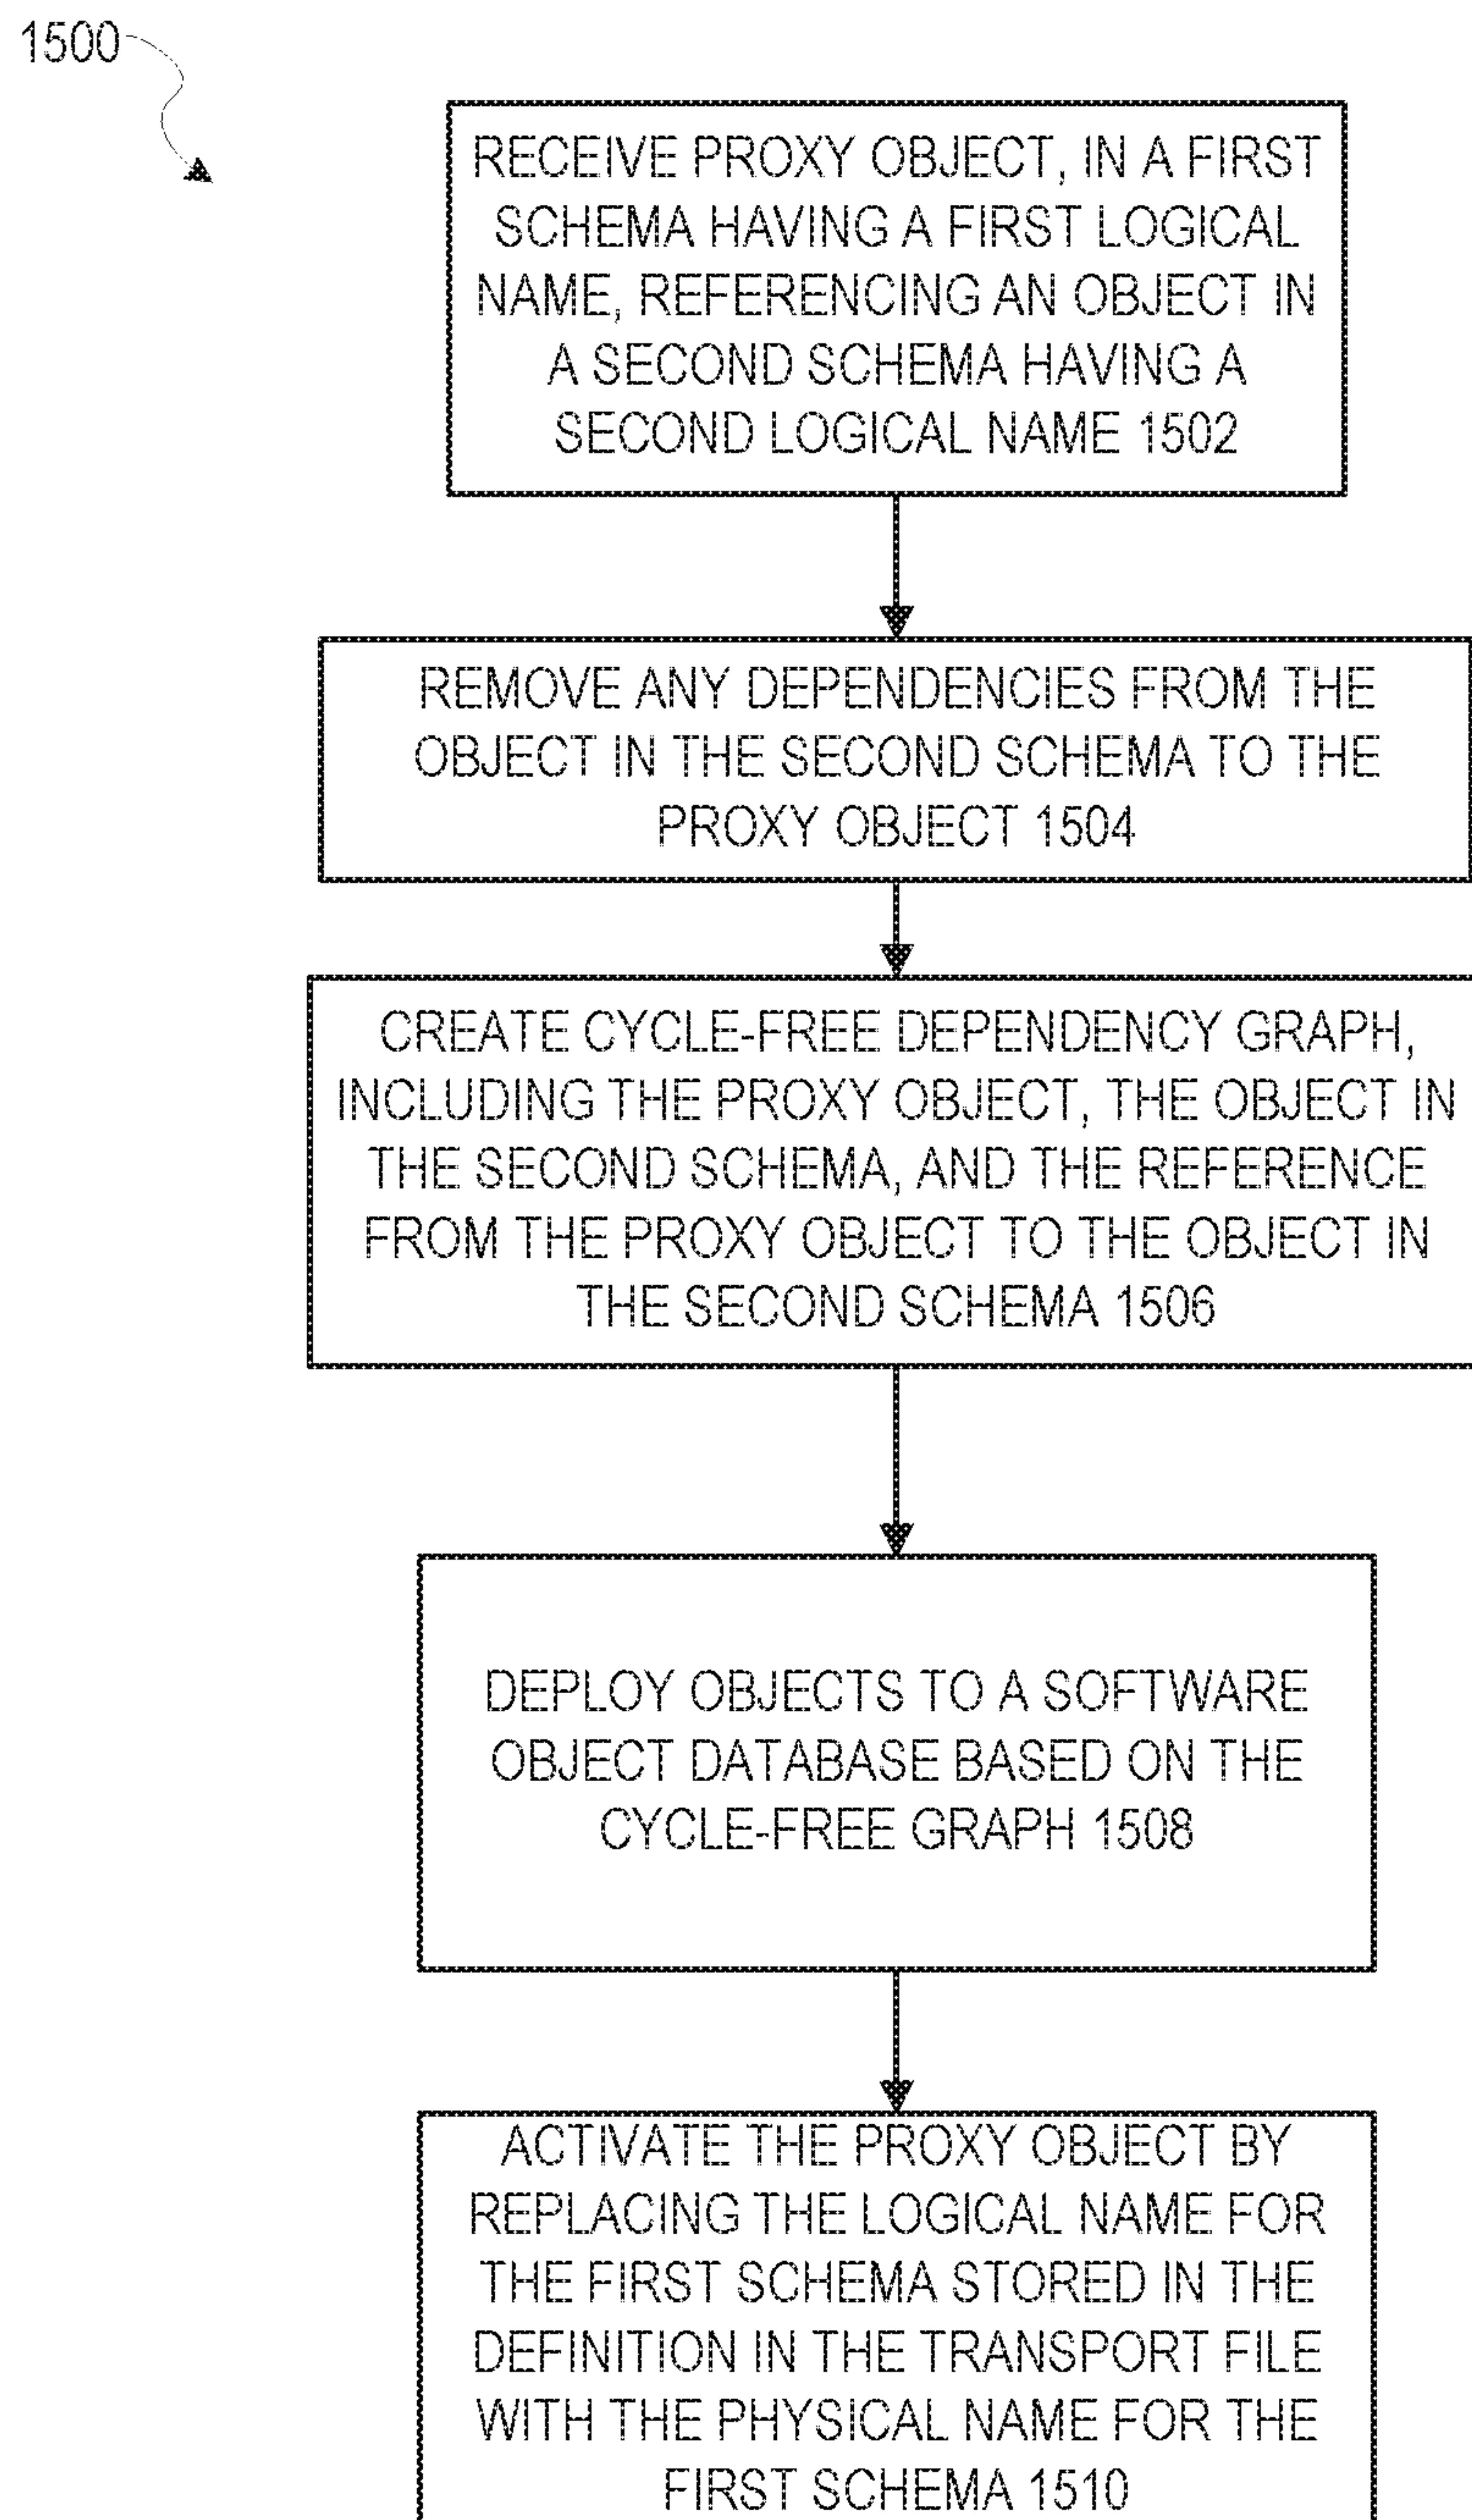 1500
RECEIVE PROXY OBJECT, IN A FIRST
SCHEMA HAVING A FIRST LOGICAL
NAME, REFERENCING AN OBJECT IN
A SECOND SCHEMA HAVING A
SECOND LOGICAL NAME 1502
REMOVE ANY DEPENDENCIES FROM THE
OBJECT IN THE SECOND SCHEMA TO THE
PROXY OBJECT 1504
CREATE CYCLE-FREE DEPENDENCY GRAPH,
INCLUDING THE PROXY OBJECT, THE OBJECT IN
THE SECOND SCHEMA, AND THE REFERENCE
FROM THE PROXY OBJECT TO THE OBJECT IN
THE SECOND SCHEMA 1506
DEPLOY OBJECTS TO A SOFTWARE
OBJECT DATABASE BASED ON THE
CYCLE-FREE GRAPH 1508
ACTIVATE THE PROXY OBJECT BY
REPLACING THE LOGICAL NAME FOR
THE FIRST SCHEMA STORED IN THE
DEFINITION IN THE TRANSPORT FILE
WITH THE PHYSICAL NAME FOR THE
FIRST SCHEMA 1510